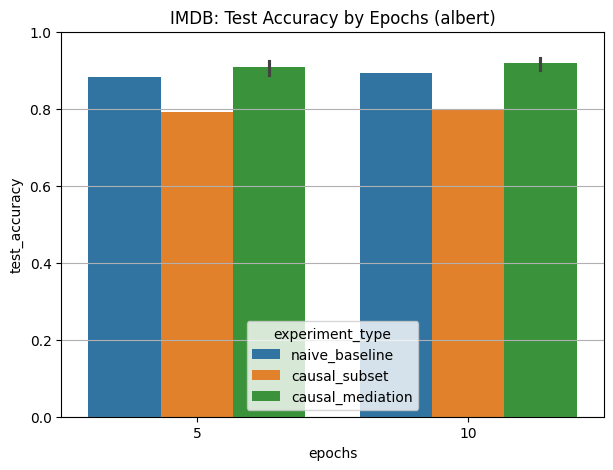 IMDB: Test Accuracy by Epochs (albert)
1.0
0.8
0.6
0.4
0.2
0.0
test_accuracy
experiment_type
naive_baseline
causal_subset
causal_mediation
5
10
epochs